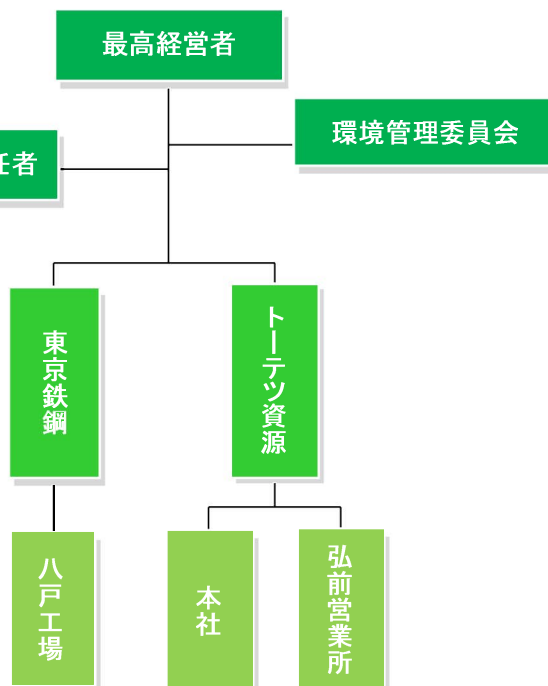 最高経営者
環境管理委員会
任者
東京鉄鋼
トーテツ資源
八戸工場
本社
弘前営業所